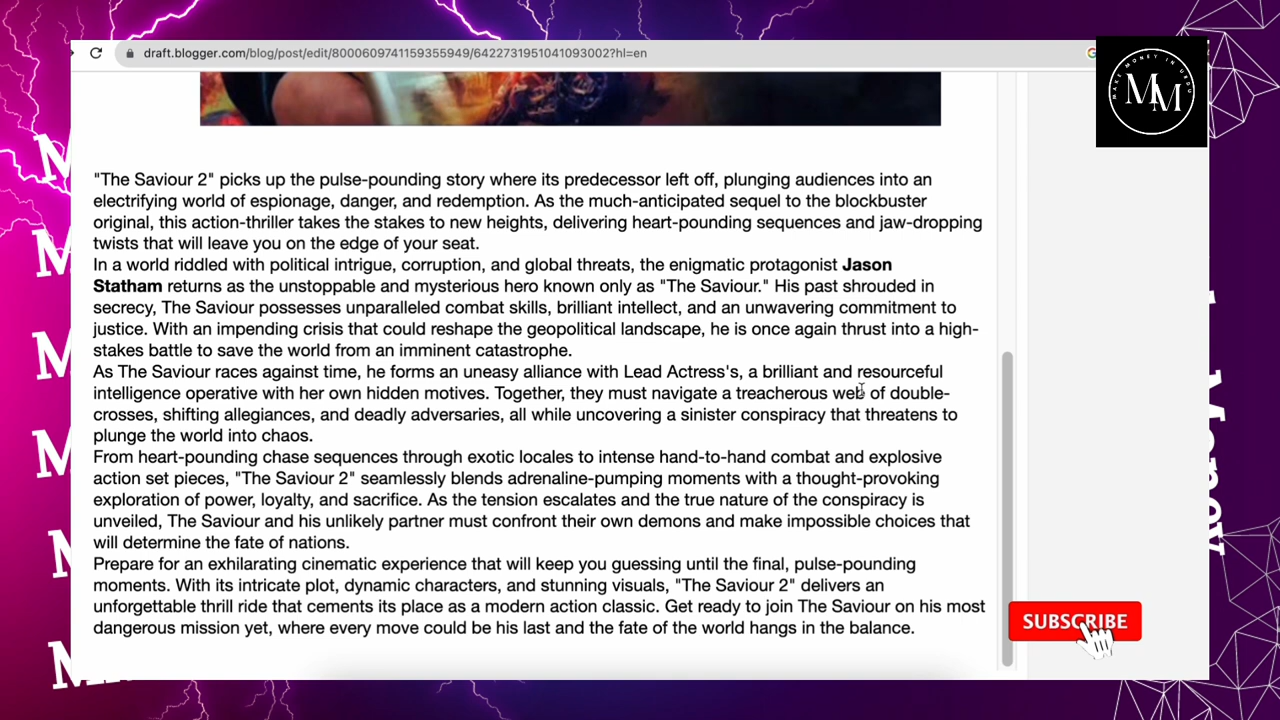 draft.blogger.com/blog/post/edit/8000609741159355949/6422731951041093002?hl=en
MAKE MONEY IN URDU
MM
"The Saviour 2" picks up the pulse-pounding story where its predecessor left off, plunging audiences into an
electrifying world of espionage, danger, and redemption. As the much-anticipated sequel to the blockbuster
original, this action-thriller takes the stakes to new heights, delivering heart-pounding sequences and jaw-dropping
twists that will leave you on the edge of your seat.
In a world riddled with political intrigue, corruption, and global threats, the enigmatic protagonist Jason
Statham returns as the unstoppable and mysterious hero known only as "The Saviour." His past shrouded in
secrecy, The Saviour possesses unparalleled combat skills, brilliant intellect, and an unwavering commitment to
justice. With an impending crisis that could reshape the geopolitical landscape, he is once again thrust into a high-
stakes battle to save the world from an imminent catastrophe.
As The Saviour races against time, he forms an uneasy alliance with Lead Actress's, a brilliant and resourceful
intelligence operative with her own hidden motives. Together, they must navigate a treacherous web of double-
crosses, shifting allegiances, and deadly adversaries, all while uncovering a sinister conspiracy that threatens to
plunge the world into chaos.
From heart-pounding chase sequences through exotic locales to intense hand-to-hand combat and explosive
action set pieces, "The Saviour 2" seamlessly blends adrenaline-pumping moments with a thought-provoking
exploration of power, loyalty, and sacrifice. As the tension escalates and the true nature of the conspiracy is
unveiled, The Saviour and his unlikely partner must confront their own demons and make impossible choices that
will determine the fate of nations.
Prepare for an exhilarating cinematic experience that will keep you guessing until the final, pulse-pounding
moments. With its intricate plot, dynamic characters, and stunning visuals, "The Saviour 2" delivers an
unforgettable thrill ride that cements its place as a modern action classic. Get ready to join The Saviour on his most
dangerous mission yet, where every move could be his last and the fate of the world hangs in the balance.
SUBSCRIBE